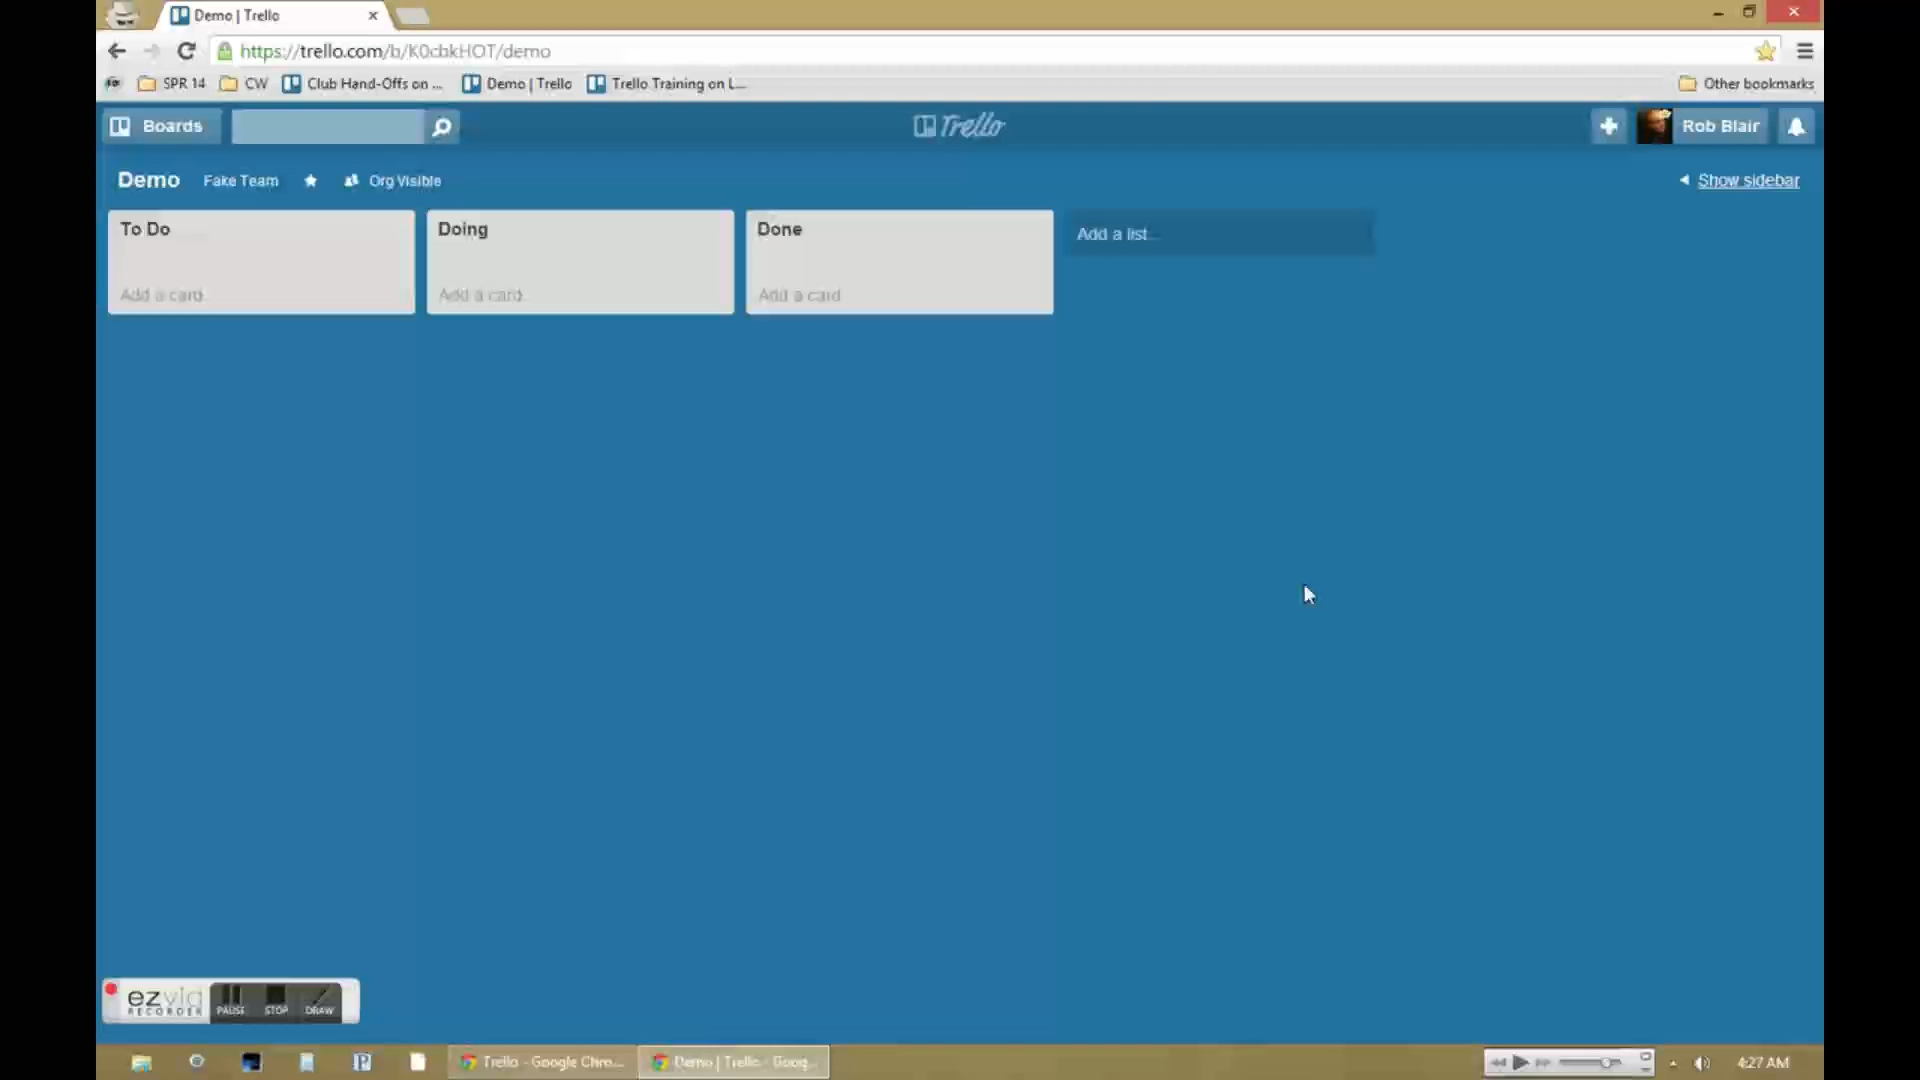 Demo | Trello
https://trello.com/b/K0cbkHOT/demo
SPR 14
CW
Club Hand-Offs on ...
Demo | Trello
Trello Training on L...
Other bookmarks
Boards
Trello
Rob Blair
Demo
Fake Team
Org Visible
Show sidebar
To Do
Doing
Done
Add a list...
Add a card...
Add a card...
Add a card...
ezvid
RECORDER
PAUSE
STOP
DRAW
Trello - Google Chro...
Demo | Trello - Goog...
4:27 AM